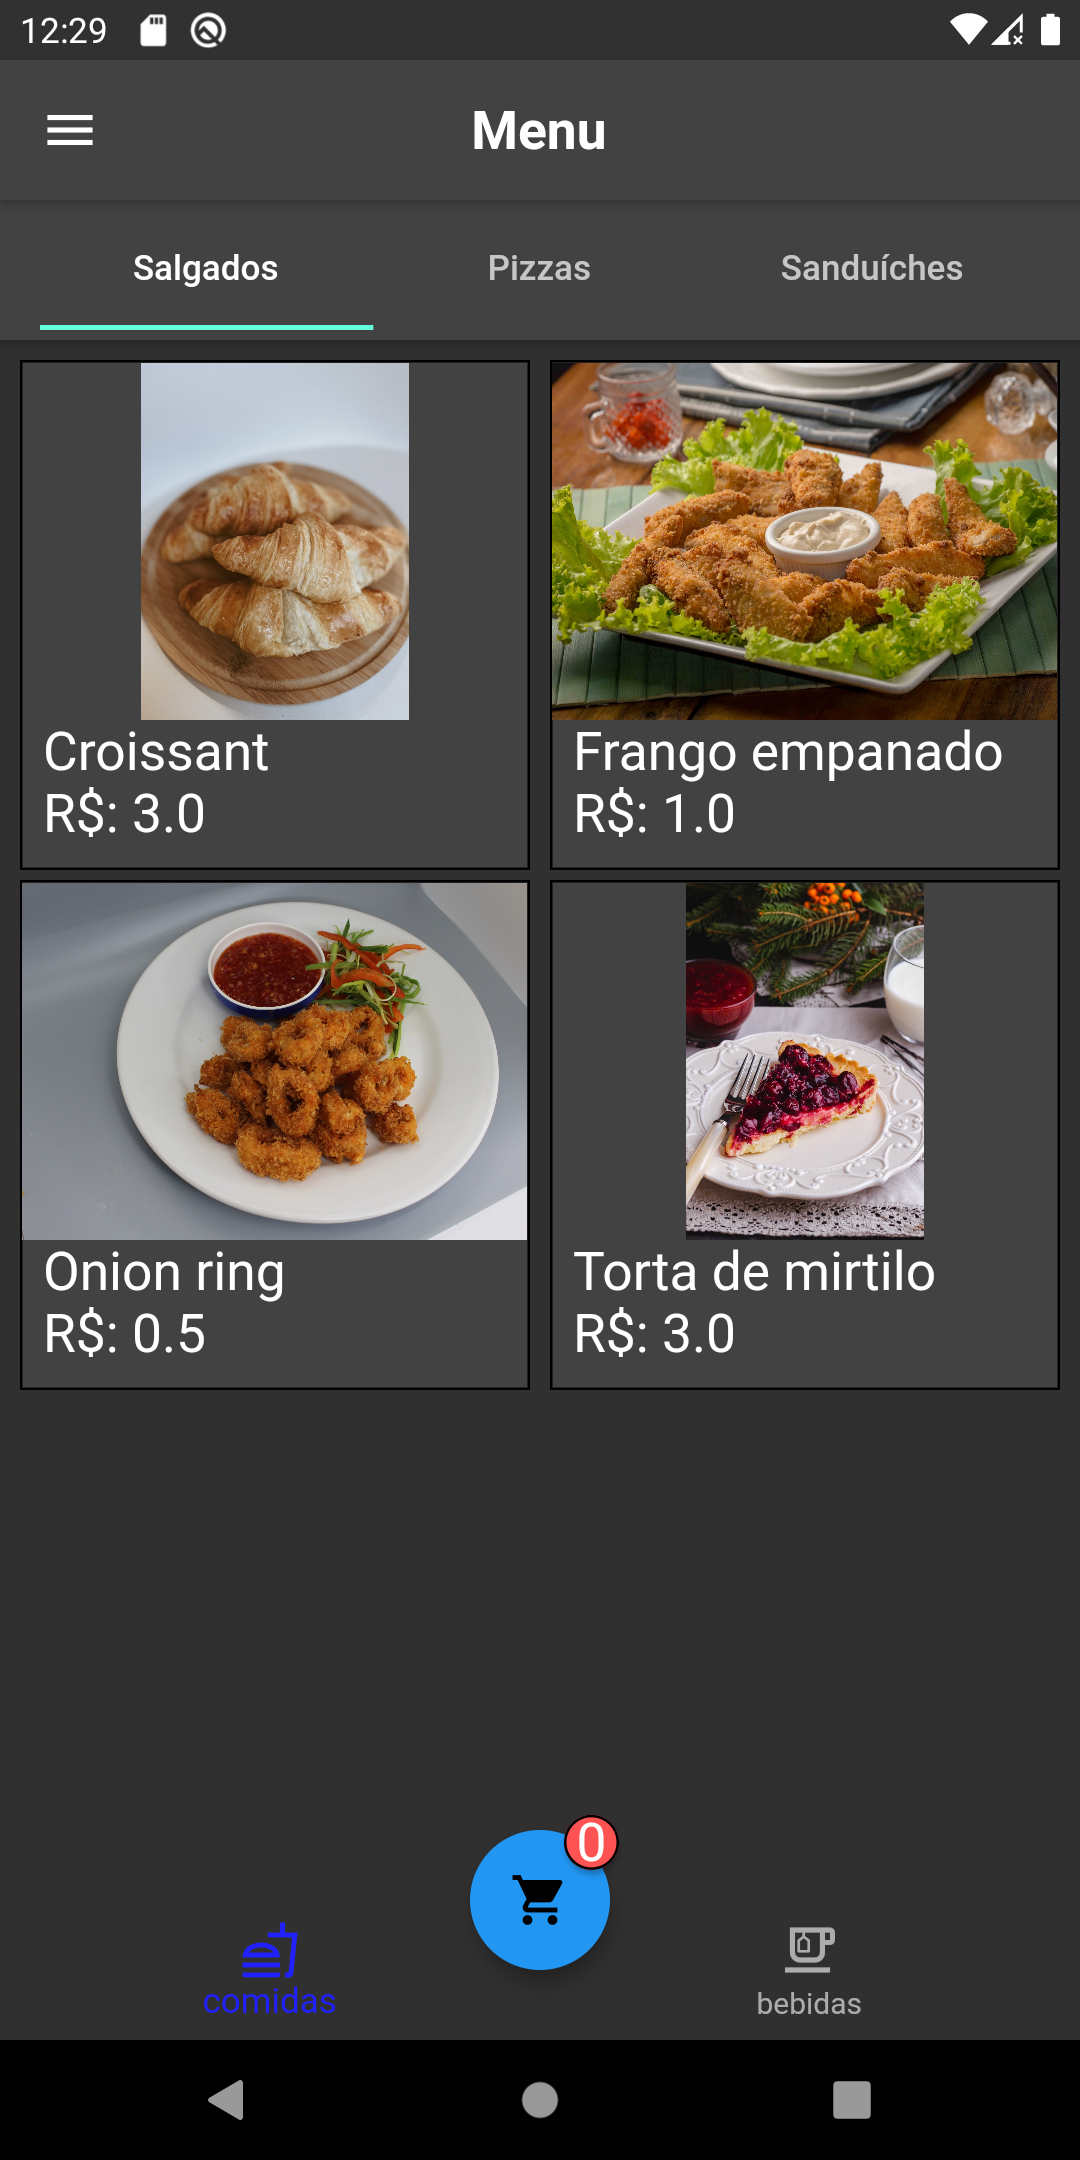 12:29
Menu
Salgados
Pizzas
Sanduíches
Croissant
R$: 3.0
Frango empanado
R$: 1.0
Onion ring
R$: 0.5
Torta de mirtilo
R$: 3.0
0
comidas
bebidas